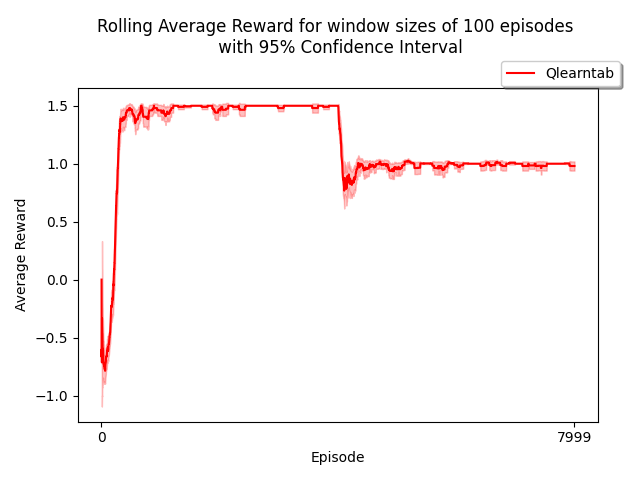 Rolling Average Reward for window sizes of 100 episodes
with 95% Confidence Interval
Qlearntab
1.5
1.0
0.5
0.0
−0.5
−1.0
Average Reward
0
7999
Episode